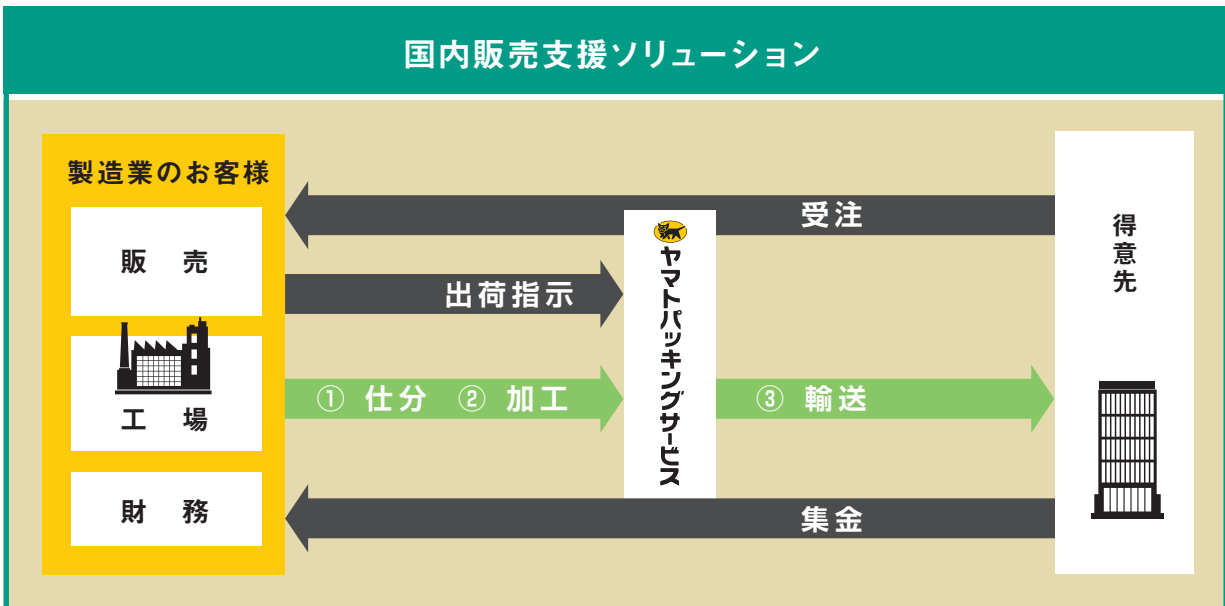 国内販売支援ソリューション
製造業のお客様
販 売
工 場
財 務
受注
出荷指示
① 仕分 ② 加工
ヤマトパッキングサービス
③ 輸送
集金
得意先